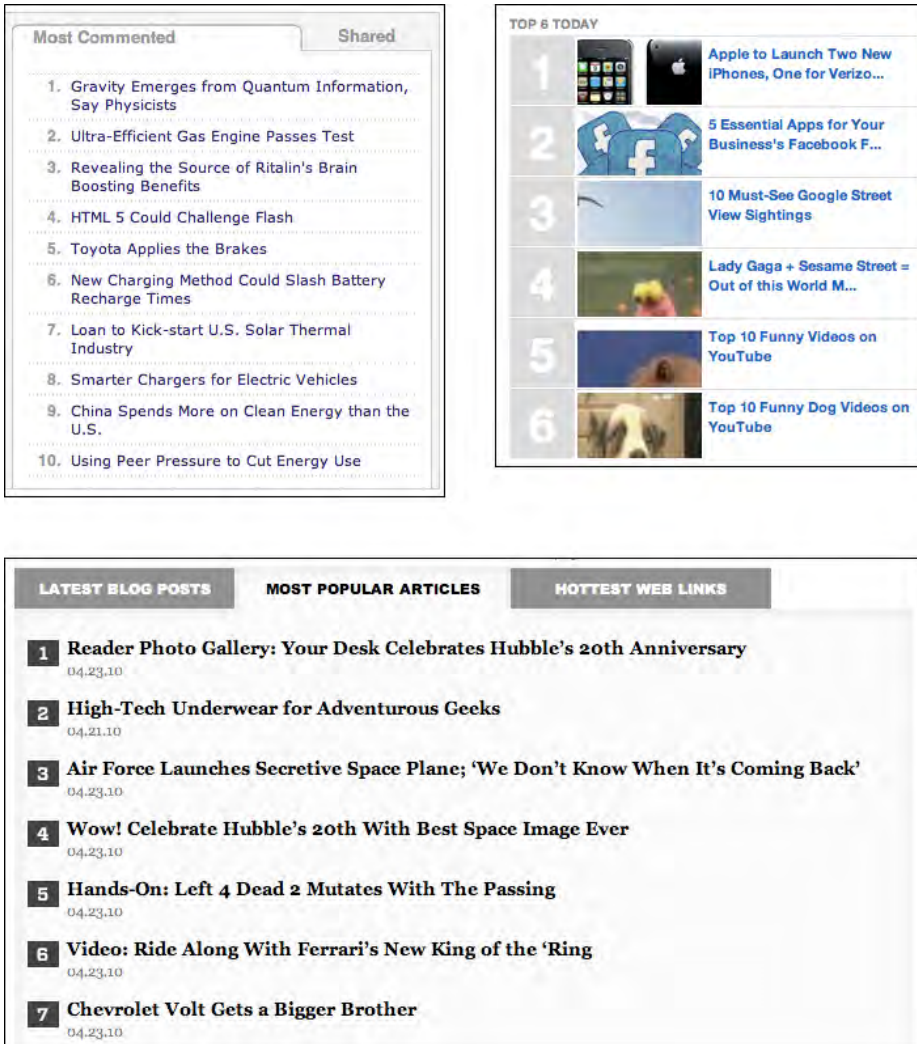 Most Commented
Shared
1. Gravity Emerges from Quantum Information,
Say Physicists
2. Ultra-Efficient Gas Engine Passes Test
3. Revealing the Source of Ritalin's Brain
Boosting Benefits
4. HTML 5 Could Challenge Flash
5. Toyota Applies the Brakes
6. New Charging Method Could Slash Battery
Recharge Times
7. Loan to Kick-start U.S. Solar Thermal
Industry
8. Smarter Chargers for Electric Vehicles
9. China Spends More on Clean Energy than the
U.S.
10. Using Peer Pressure to Cut Energy Use
TOP 6 TODAY
1
Apple to Launch Two New
iPhones, One for Verizo...
2
5 Essential Apps for Your
Business's Facebook F...
3
10 Must-See Google Street
View Sightings
4
Lady Gaga + Sesame Street =
Out of this World M...
5
Top 10 Funny Videos on
YouTube
6
Top 10 Funny Dog Videos on
YouTube
LATEST BLOG POSTS
MOST POPULAR ARTICLES
HOTTEST WEB LINKS
1 Reader Photo Gallery: Your Desk Celebrates Hubble's 20th Anniversary
04.23.10
2 High-Tech Underwear for Adventurous Geeks
04.21.10
3 Air Force Launches Secretive Space Plane; ‘We Don’t Know When It’s Coming Back’
04.23.10
4 Wow! Celebrate Hubble’s 20th With Best Space Image Ever
04.23.10
5 Hands-On: Left 4 Dead 2 Mutates With The Passing
04.23.10
6 Video: Ride Along With Ferrari’s New King of the ‘Ring
04.23.10
7 Chevrolet Volt Gets a Bigger Brother
04.23.10